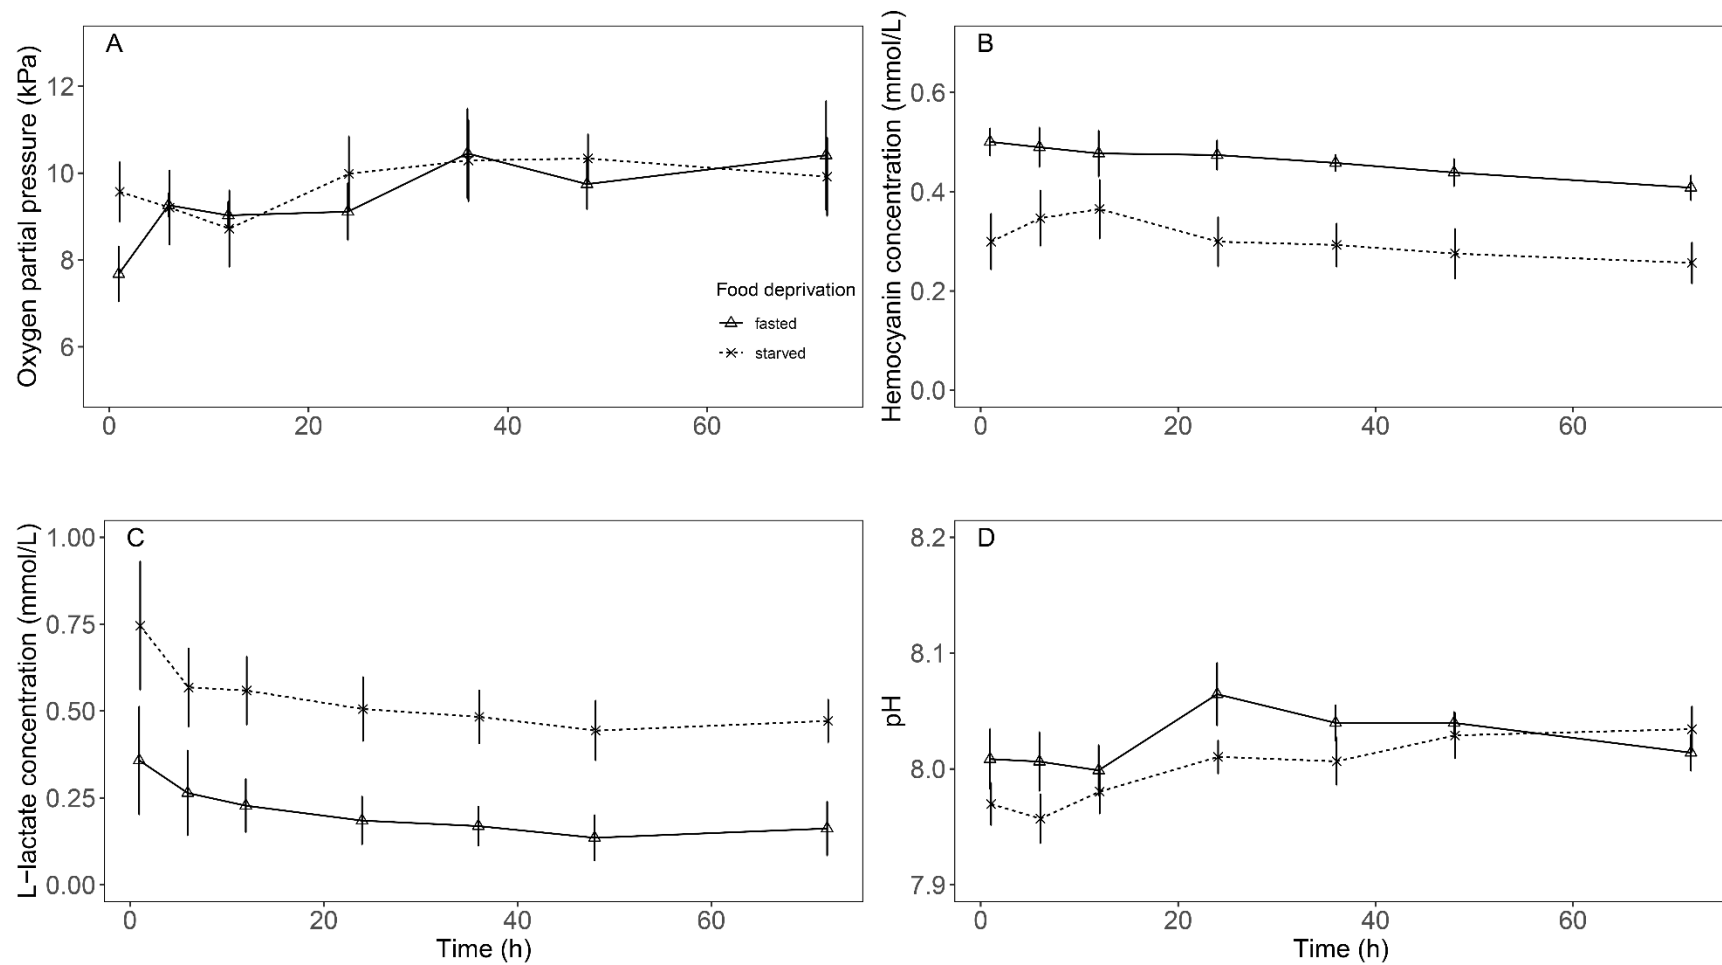 A
Oxygen partial pressure (kPa)
12
10
8
6
0
20
40
60
Food deprivation
fasted
starved
B
Hemocyanin concentration (mmol/L)
0.6
0.4
0.2
0.0
0
20
40
60
C
L−lactate concentration (mmol/L)
1.00
0.75
0.50
0.25
0.00
0
20
40
60
Time (h)
D
pH
8.2
8.1
8.0
7.9
0
20
40
60
Time (h)